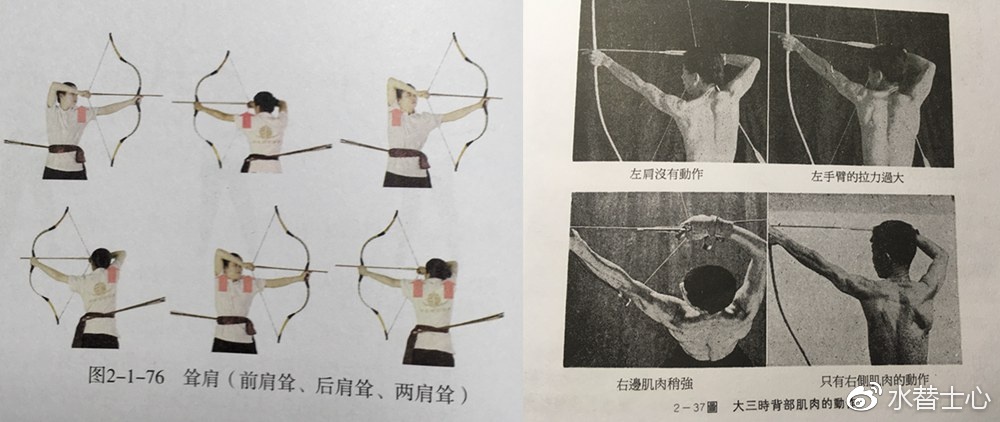 图2-1-76 耸肩（前肩耸、后肩耸、两肩耸）
左肩沒有動作
左手臂的拉力過大
右邊肌肉稍強
只有右側肌肉的動作
2－37圖 大三時背部肌肉的動
水替士心